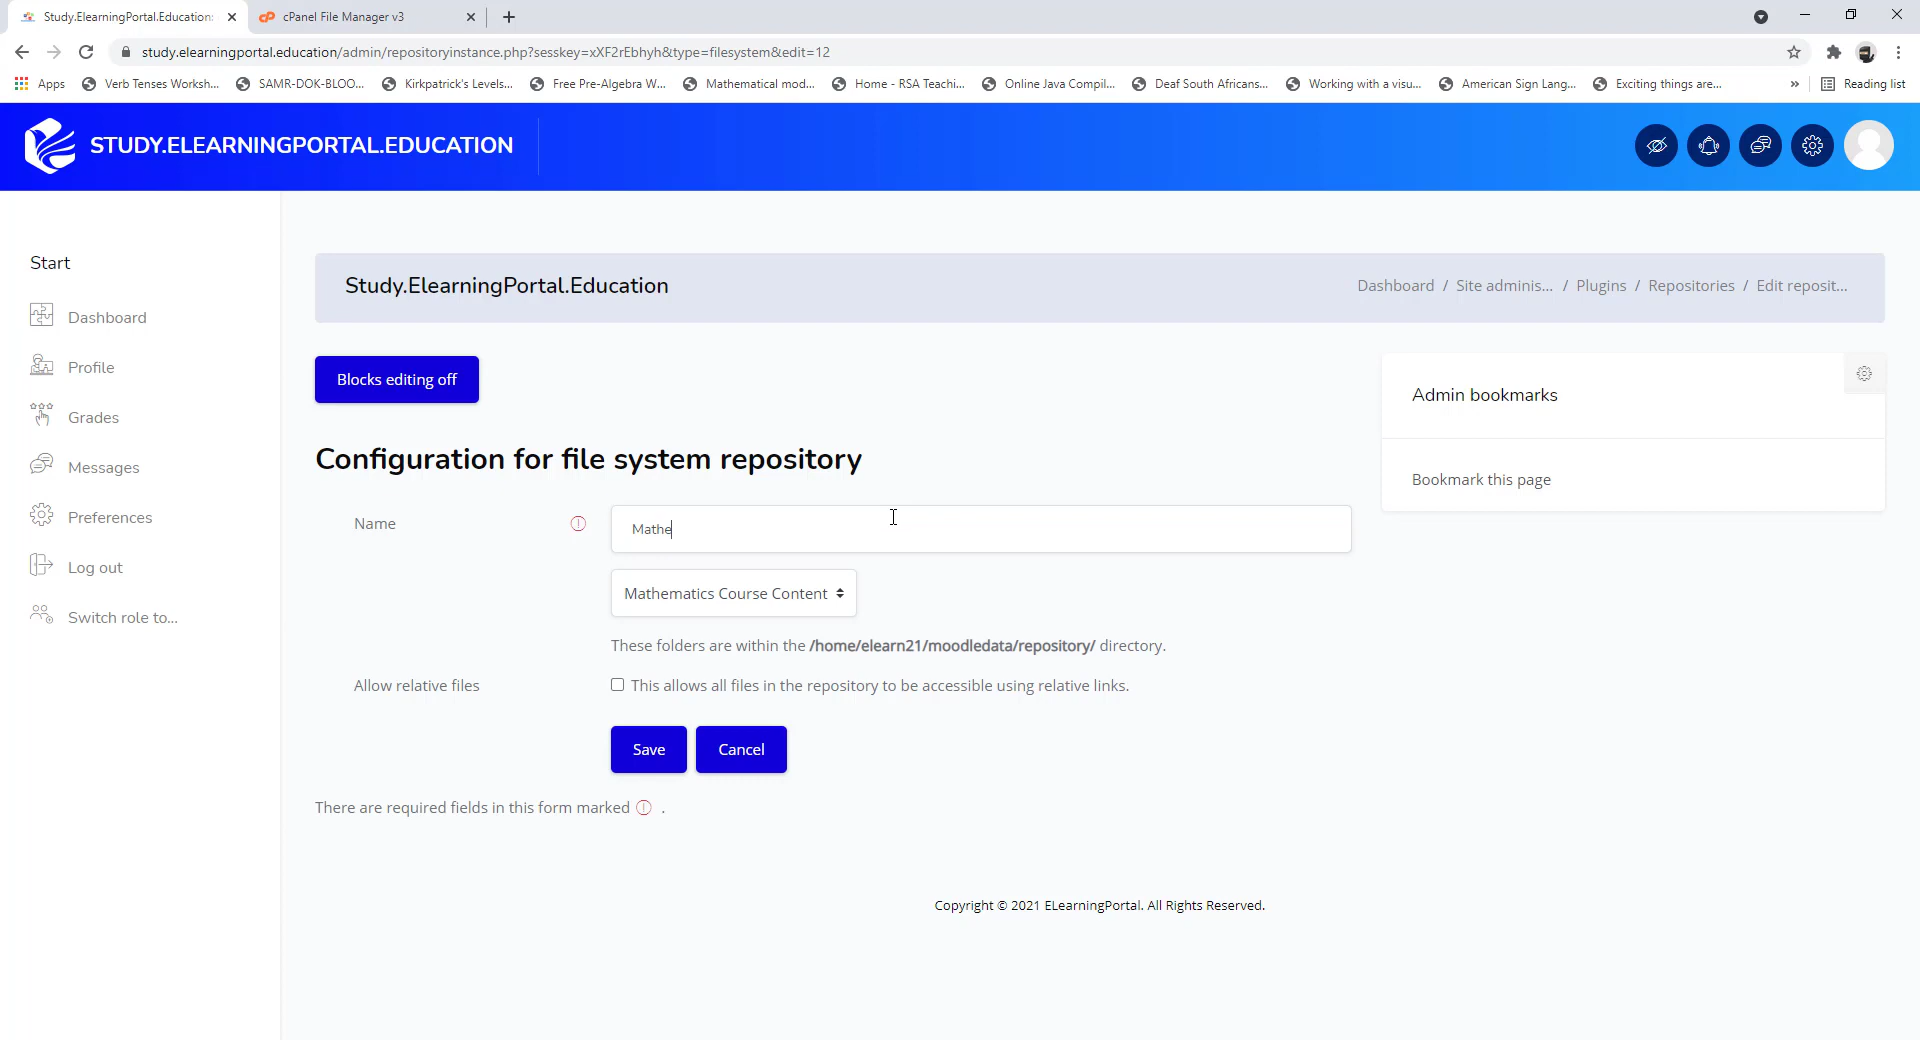 Study.ElearningPortal.Education:
cPanel File Manager v3
study.elearningportal.education/admin/repositoryinstance.php?sesskey=xXF2rEbhyh&type=filesystem&edit=12
Apps Verb Tenses Worksh... SAMR-DOK-BLOO... Kirkpatrick's Levels... Free Pre-Algebra W... Mathematical mod... Home - RSA Teachi... Online Java Compil... Deaf South Africans... Working with a visu... American Sign Lang... Exciting things are... » Reading list
STUDY.ELEARNINGPORTAL.EDUCATION
Start
Dashboard
Profile
Grades
Messages
Preferences
Log out
Switch role to...
Study.ElearningPortal.Education
Dashboard / Site adminis... / Plugins / Repositories / Edit reposit...
Blocks editing off
Configuration for file system repository
Name
Mathe
Mathematics Course Content
These folders are within the /home/elearn21/moodledata/repository/ directory.
Allow relative files
This allows all files in the repository to be accessible using relative links.
Save Cancel
There are required fields in this form marked .
Admin bookmarks
Bookmark this page
Copyright © 2021 ELearningPortal. All Rights Reserved.